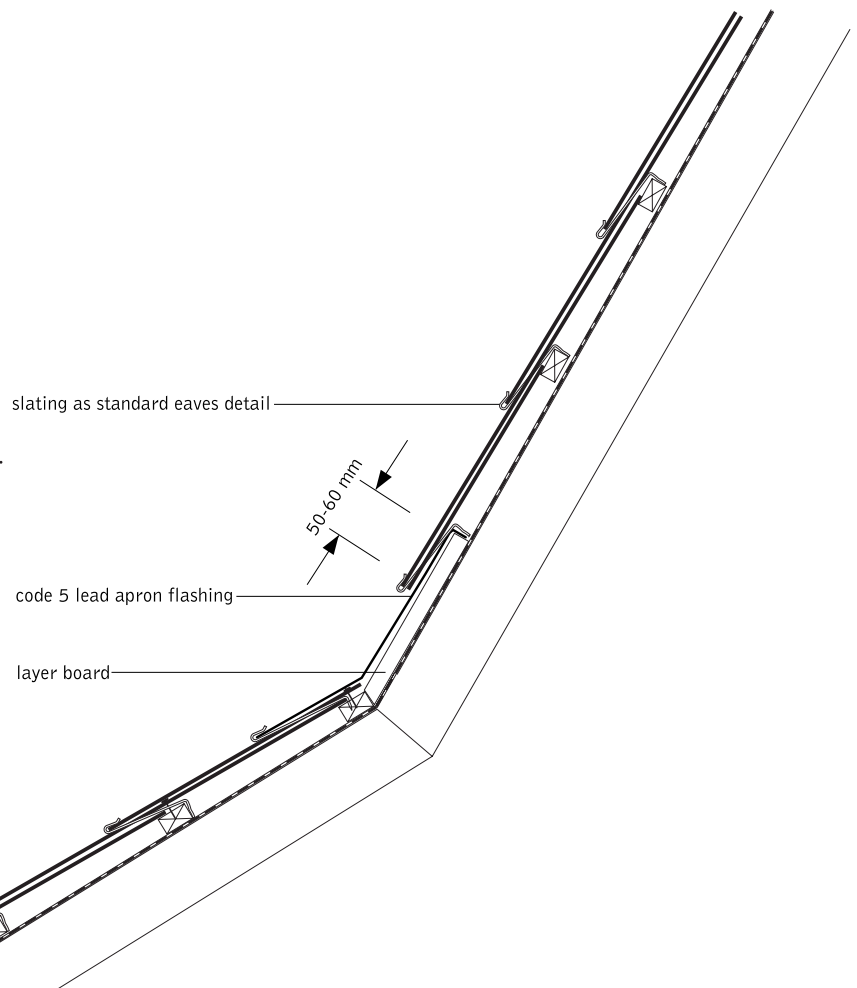 slating as standard eaves detail
.
50-60 mm
code 5 lead apron flashing
layer board